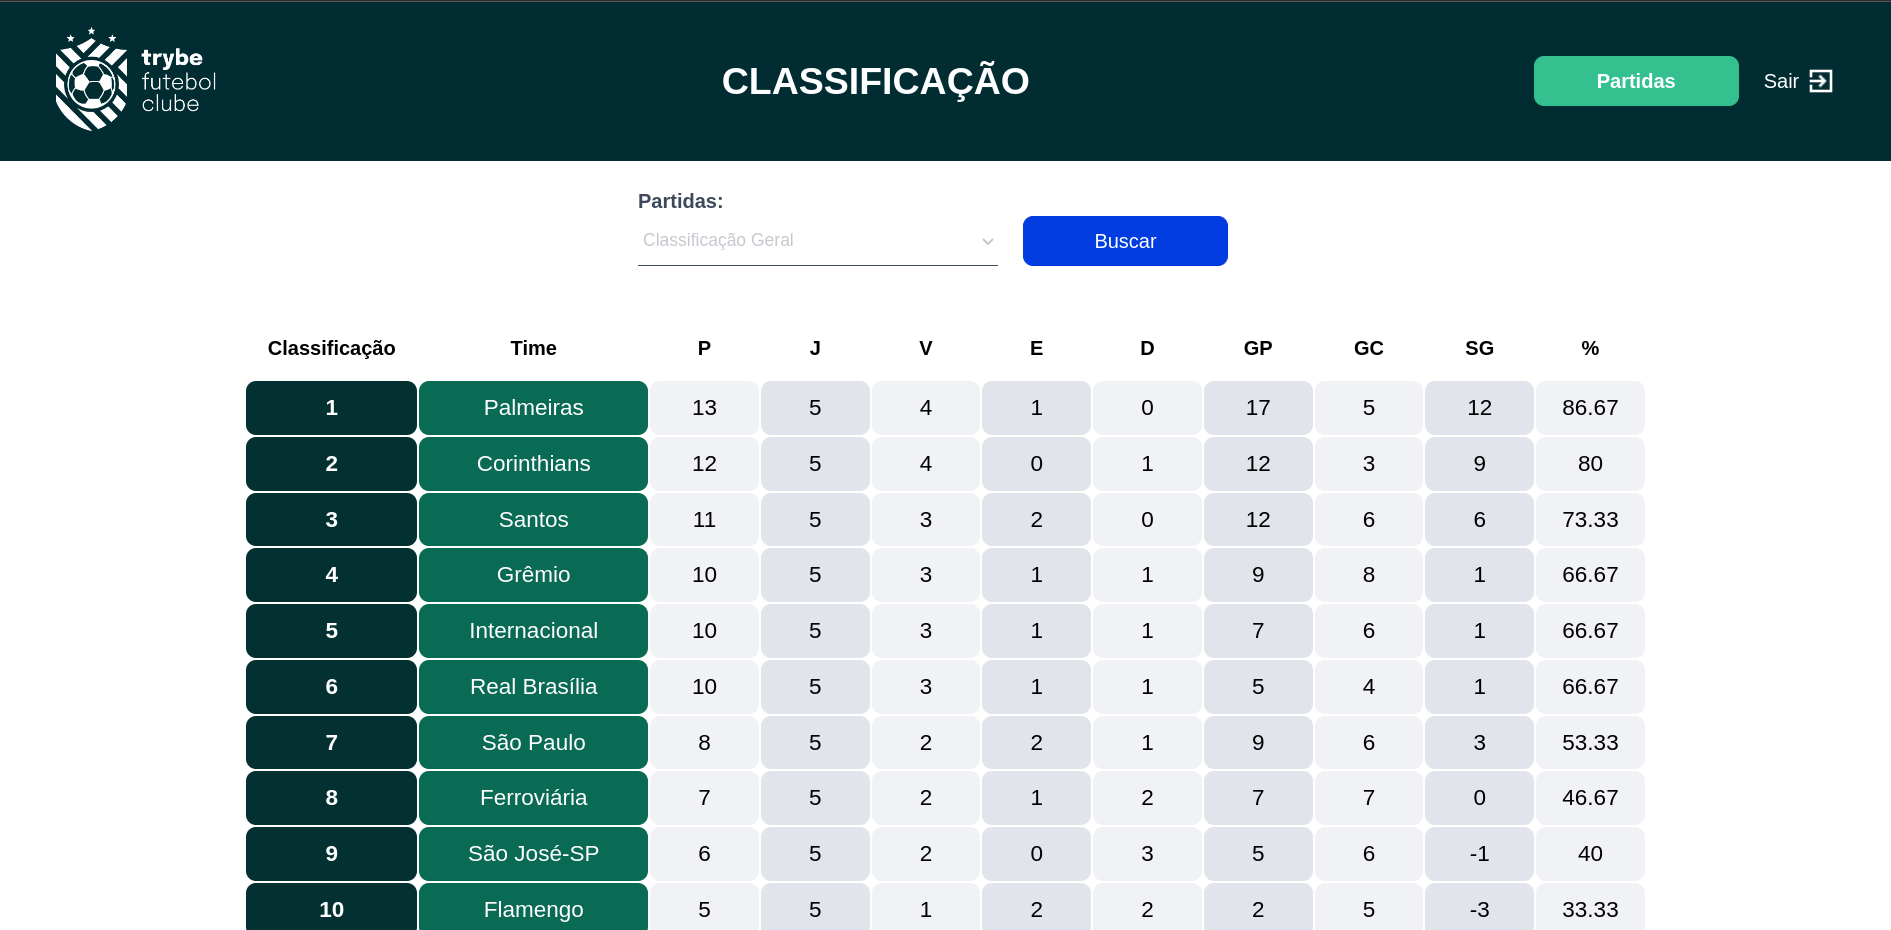 trybe
futebol
clube
CLASSIFICAÇÃO
Partidas
Sair
Partidas:
Classificação Geral
Buscar
Classificação Time P J V E D GP GC SG %
1 Palmeiras 13 5 4 1 0 17 5 12 86.67
2 Corinthians 12 5 4 0 1 12 3 9 80
3 Santos 11 5 3 2 0 12 6 6 73.33
4 Grêmio 10 5 3 1 1 9 8 1 66.67
5 Internacional 10 5 3 1 1 7 6 1 66.67
6 Real Brasília 10 5 3 1 1 5 4 1 66.67
7 São Paulo 8 5 2 2 1 9 6 3 53.33
8 Ferroviária 7 5 2 1 2 7 7 0 46.67
9 São José-SP 6 5 2 0 3 5 6 -1 40
10 Flamengo 5 5 1 2 2 2 5 -3 33.33